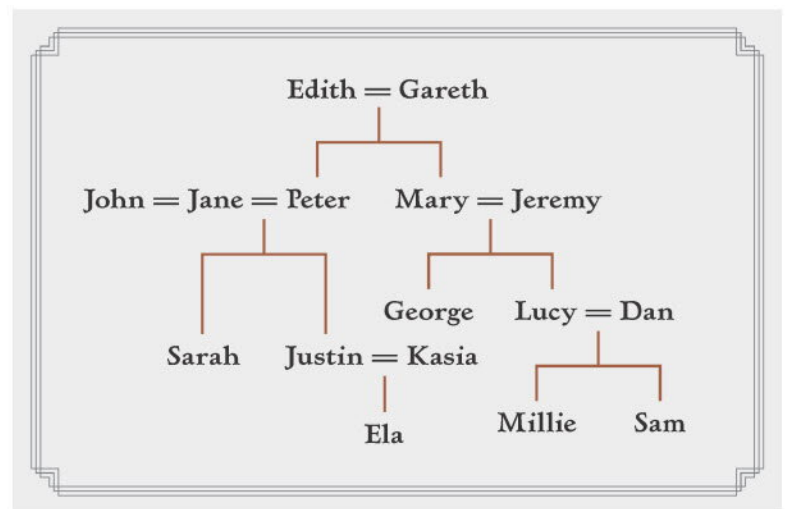 Edith = Gareth
John = Jane = Peter Mary = Jeremy
George Lucy = Dan
Sarah Justin = Kasia
Millie Sam
Ela